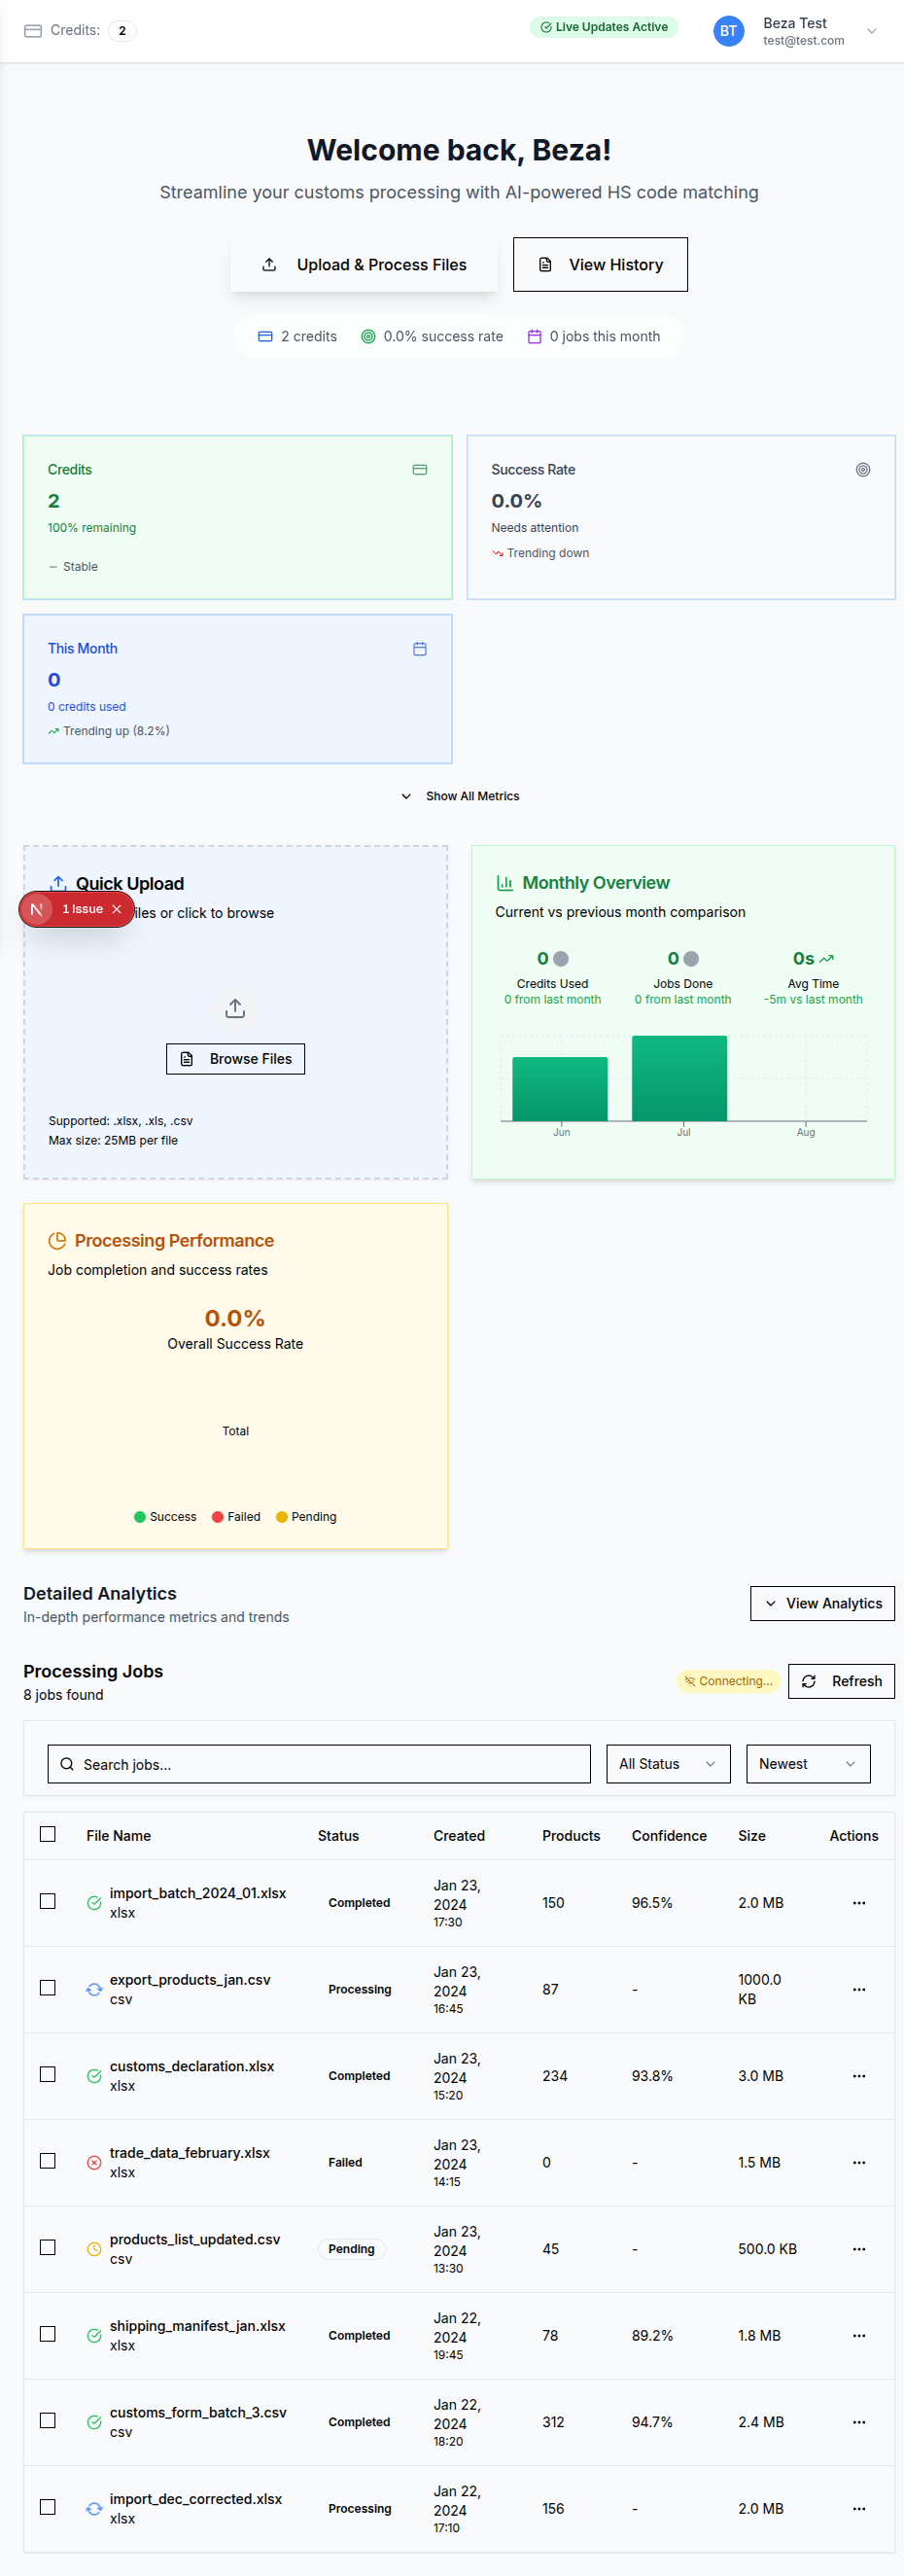 Credits: 2
Live Updates Active
BT
Beza Test
test@test.com
Welcome back, Beza!
Streamline your customs processing with AI-powered HS code matching
Upload & Process Files
View History
2 credits
0.0% success rate
0 jobs this month
Credits
2
100% remaining
Stable
Success Rate
0.0%
Needs attention
Trending down
This Month
0
0 credits used
Trending up (8.2%)
Show All Metrics
Quick Upload
iles or click to browse
N
1 Issue
Browse Files
Supported: .xlsx, .xls, .csv
Max size: 25MB per file
Monthly Overview
Current vs previous month comparison
0
Credits Used
0 from last month
0
Jobs Done
0 from last month
0s
Avg Time
-5m vs last month
Jun Jul Aug
Processing Performance
Job completion and success rates
0.0%
Overall Success Rate
Total
Success Failed Pending
Detailed Analytics
In-depth performance metrics and trends
View Analytics
Processing Jobs
8 jobs found
Connecting...
Refresh
Search jobs...
All Status
Newest
File Name Status Created Products Confidence Size Actions
import_batch_2024_01.xlsx
xlsx
Completed
Jan 23,
2024
17:30
150
96.5%
2.0 MB
export_products_jan.csv
csv
Processing
Jan 23,
2024
16:45
87
-
1000.0
KB
customs_declaration.xlsx
xlsx
Completed
Jan 23,
2024
15:20
234
93.8%
3.0 MB
trade_data_february.xlsx
xlsx
Failed
Jan 23,
2024
14:15
0
-
1.5 MB
products_list_updated.csv
csv
Pending
Jan 23,
2024
13:30
45
-
500.0 KB
shipping_manifest_jan.xlsx
xlsx
Completed
Jan 22,
2024
19:45
78
89.2%
1.8 MB
customs_form_batch_3.csv
csv
Completed
Jan 22,
2024
18:20
312
94.7%
2.4 MB
import_dec_corrected.xlsx
xlsx
Processing
Jan 22,
2024
17:10
156
-
2.0 MB